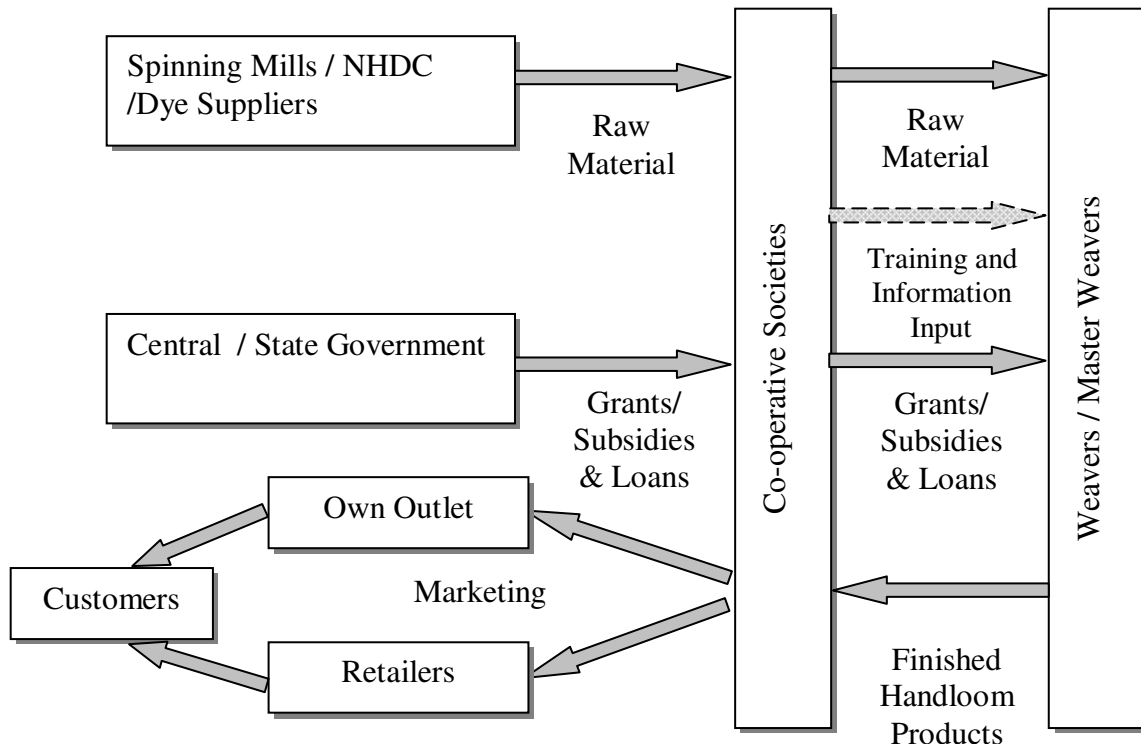 Spinning Mills / NHDC
/Dye Suppliers
Raw
Material
Raw
Material
Training and
Information
Input
Central / State Government
Grants/
Subsidies
& Loans
Grants/
Subsidies
& Loans
Co-operative Societies
Weavers / Master Weavers
Own Outlet
Marketing
Customers
Retailers
Finished
Handloom
Products